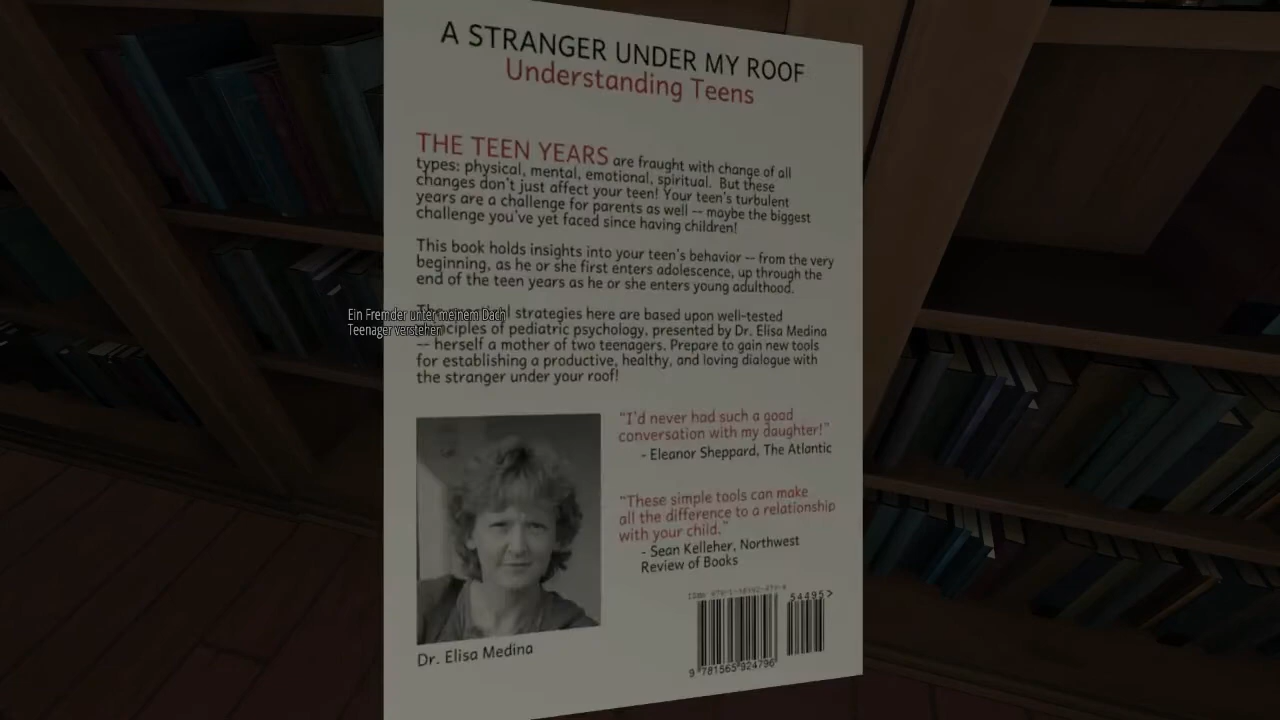 A STRANGER UNDER MY ROOF
Understanding Teens
THE TEEN YEARS are fraught with change of all
types: physical, mental, emotional, spiritual. But these
changes don't just affect your teen! Your teen's turbulent
years are a challenge for parents as well -- maybe the biggest
challenge you've yet faced since having children!
This book holds insights into your teen's behavior -- from the very
beginning, as he or she first enters adolescence, up through the
end of the teen years as he or she enters young adulthood.
Ein Fremder unter meinem Dach
Teenager verstehen
strategies here are based upon well-tested
of pediatric psychology, presented by Dr. Elisa Medina
-- herself a mother of two teenagers. Prepare to gain new tools
for establishing a productive, healthy, and loving dialogue with
the stranger under your roof!
"I'd never had such a good
conversation with my daughter!"
- Eleanor Sheppard, The Atlantic
"These simple tools can make
all the difference to a relationship
with your child."
- Sean Kelleher, Northwest
Review of Books
Dr. Elisa Medina
ISBN
54495>
9 781565 924796